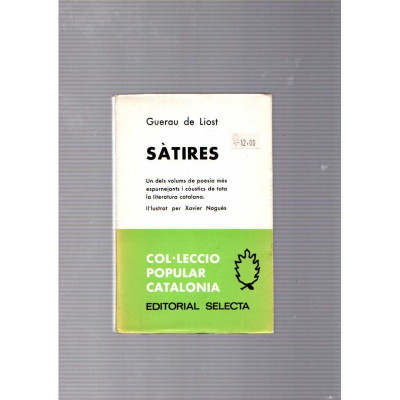 Guerau de Liost
12.00
SÀTIRES
Un dels volums de poesia més
espurnejants i càustics de tota
la literatura catalana.
Il·lustrat per Xavier Nogués
COL·LECCIO
POPULAR
CATALONIA
EDITORIAL SELECTA